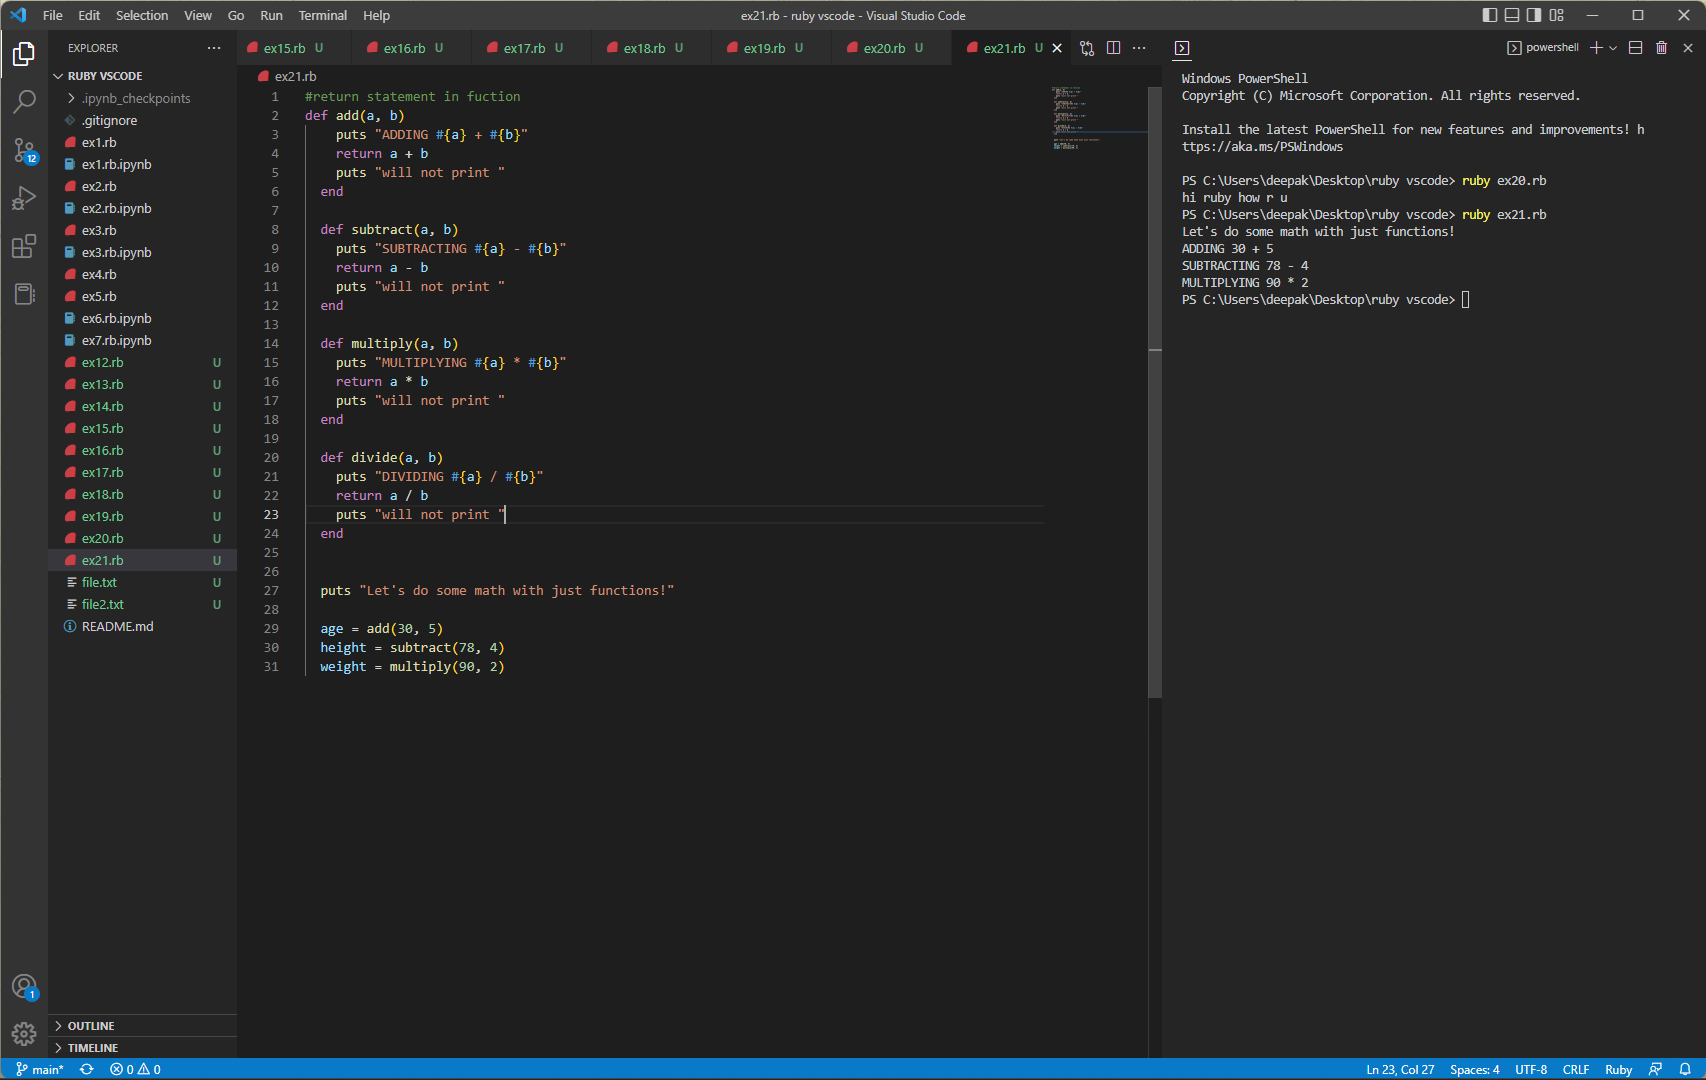 File Edit Selection View Go Run Terminal Help
ex21.rb - ruby vscode - Visual Studio Code
EXPLORER
RUBY VSCODE
.ipynb_checkpoints
.gitignore
ex1.rb
ex1.rb.ipynb
ex2.rb
ex2.rb.ipynb
ex3.rb
ex3.rb.ipynb
ex4.rb
ex5.rb
ex6.rb.ipynb
ex7.rb.ipynb
ex12.rb U
ex13.rb U
ex14.rb U
ex15.rb U
ex16.rb U
ex17.rb U
ex18.rb U
ex19.rb U
ex20.rb U
ex21.rb U
file.txt U
file2.txt U
README.md
OUTLINE
TIMELINE
12
1
ex15.rb U ex16.rb U ex17.rb U ex18.rb U ex19.rb U ex20.rb U ex21.rb U
ex21.rb
1 #return statement in fuction
2 def add(a, b)
3 puts "ADDING #{a} + #{b}"
4 return a + b
5 puts "will not print "
6 end
7
8 def subtract(a, b)
9 puts "SUBTRACTING #{a} - #{b}"
10 return a - b
11 puts "will not print "
12 end
13
14 def multiply(a, b)
15 puts "MULTIPLYING #{a} * #{b}"
16 return a * b
17 puts "will not print "
18 end
19
20 def divide(a, b)
21 puts "DIVIDING #{a} / #{b}"
22 return a / b
23 puts "will not print "
24 end
25
26
27 puts "Let's do some math with just functions!"
28
29 age = add(30, 5)
30 height = subtract(78, 4)
31 weight = multiply(90, 2)
powershell
Windows PowerShell
Copyright (C) Microsoft Corporation. All rights reserved.
Install the latest PowerShell for new features and improvements! h
ttps://aka.ms/PSWindows
PS C:\Users\deepak\Desktop\ruby vscode> ruby ex20.rb
hi ruby how r u
PS C:\Users\deepak\Desktop\ruby vscode> ruby ex21.rb
Let's do some math with just functions!
ADDING 30 + 5
SUBTRACTING 78 - 4
MULTIPLYING 90 * 2
PS C:\Users\deepak\Desktop\ruby vscode>
main* 0 0
Ln 23, Col 27 Spaces: 4 UTF-8 CRLF Ruby